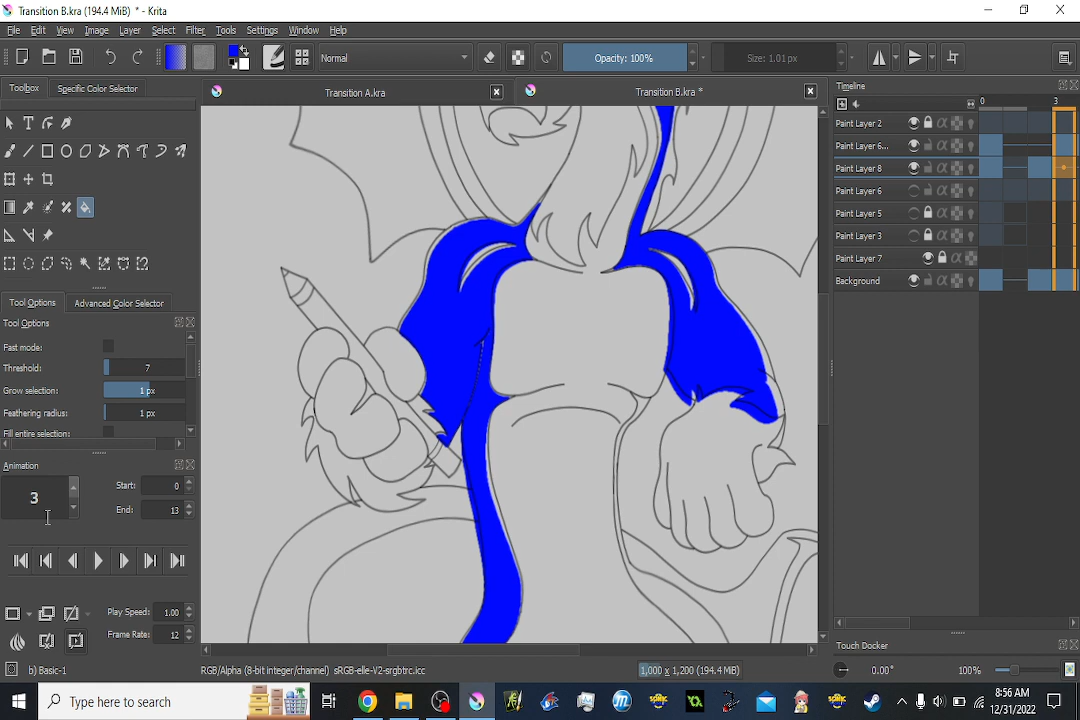 Transition B.kra (194.4 MiB) * - Krita
File Edit View Image Layer Select Filter Tools Settings Window Help
Normal Opacity: 100% Size: 1.01 px
Toolbox Specific Color Selector Transition A.kra Transition B.kra * Timeline
0 3
Paint Layer 2
Paint Layer 6...
Paint Layer 8
Paint Layer 6
Paint Layer 5
Paint Layer 3
Paint Layer 7
Background
Tool Options Advanced Color Selector
Tool Options
Fast mode:
Threshold: 7
Grow selection: 1 px
Feathering radius: 1 px
Fill entire selection:
Animation
3 Start: 0
End: 13
Play Speed: 1.00
Frame Rate: 12
Touch Docker
b) Basic-1 RGB/Alpha (8-bit integer/channel) sRGB-elle-V2-srgbtrc.icc 1,000 x 1,200 (194.4 MiB) 0.00° 100%
Type here to search 8:56 AM
12/31/2022